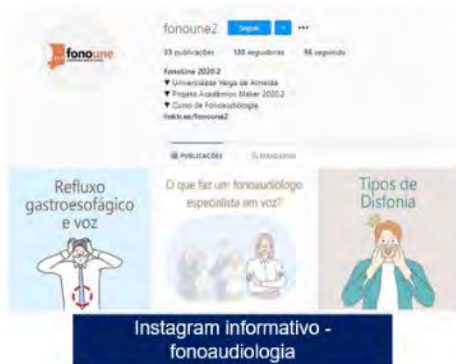 fonoune2 Seguir
fonoune
33 publicações 130 seguidores 96 seguindo
FonoUne 2020.2
▼ Universidade Veiga de Almeida
▼ Projeto Acadêmico Maker 2020.2
▼ Curso de Fonoaudiologia
linktr.ee/fonoune2
PUBLICAÇÕES MARCADOS
Refluxo
gastroesofágico
e voz
O que faz um fonoaudiólogo
especialista em voz?
Tipos de
Disfonia
Instagram informativo -
fonoaudiologia